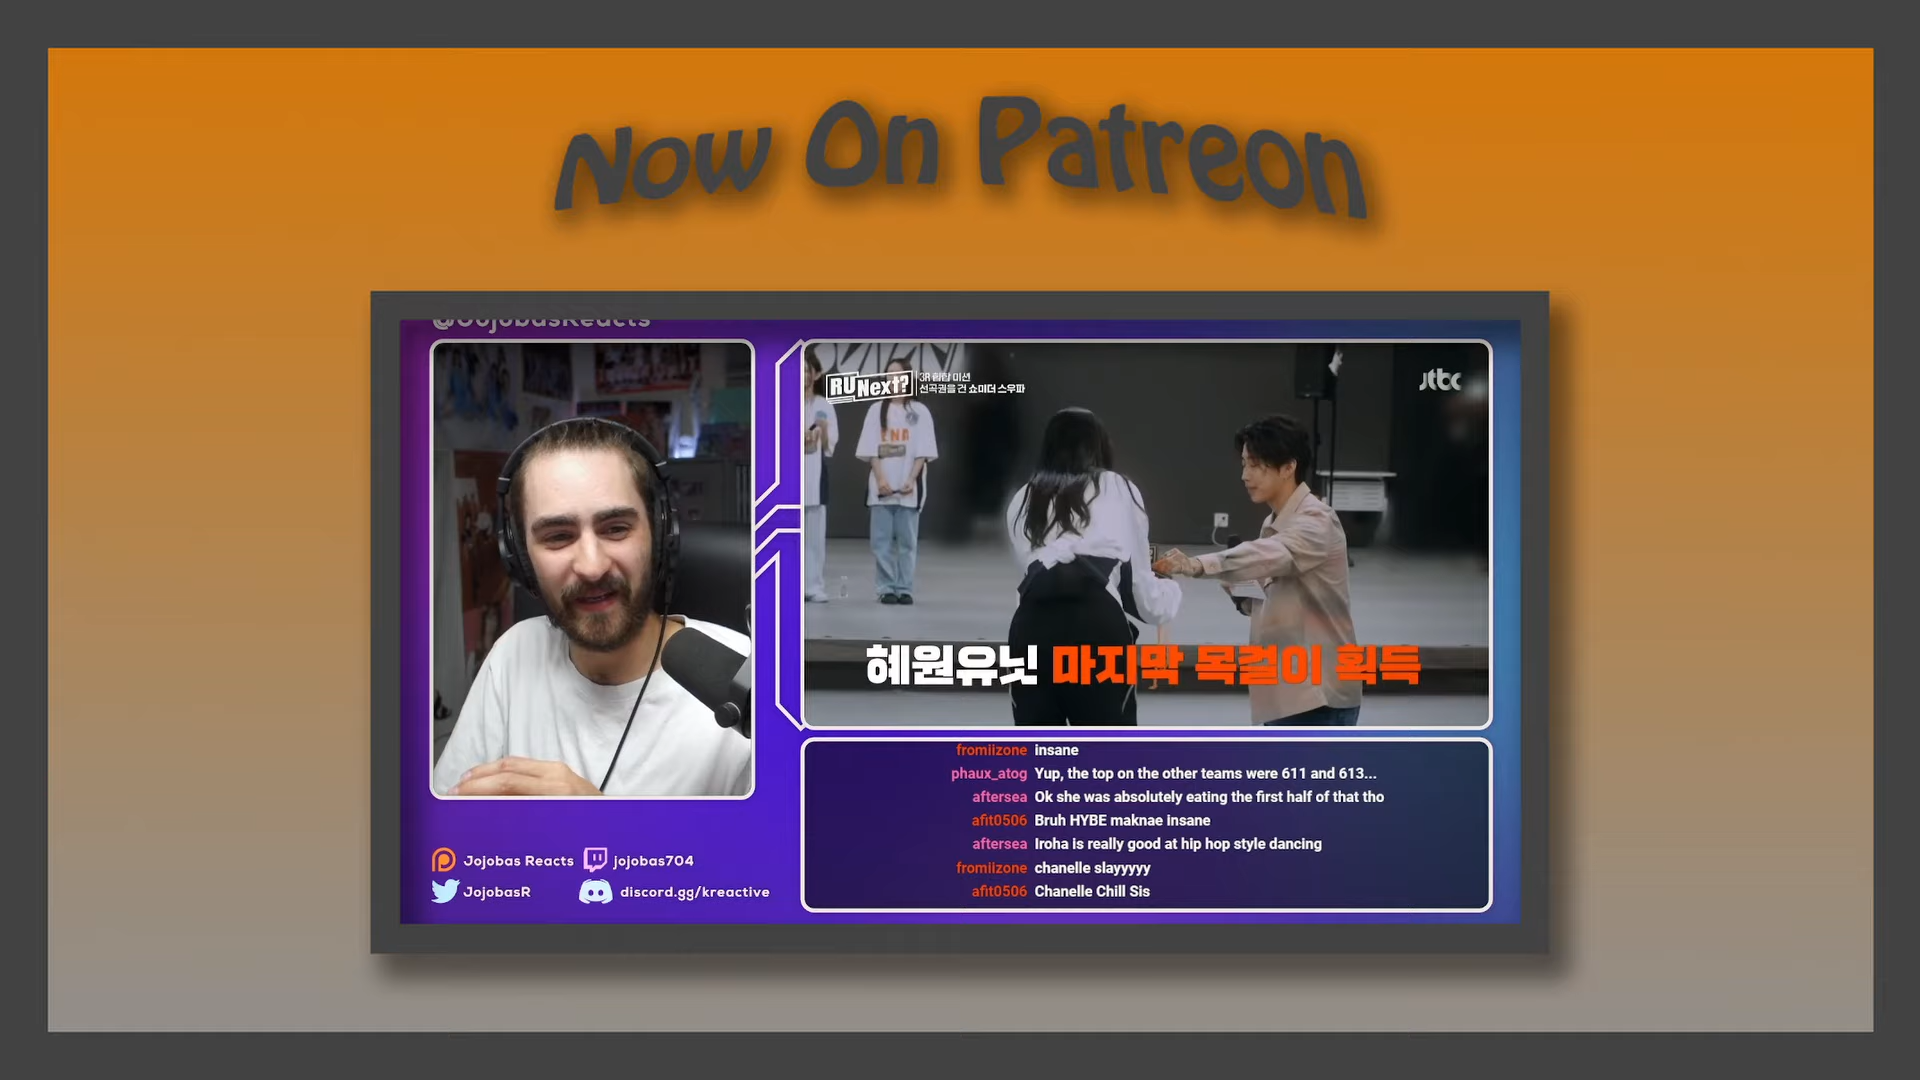 Now On Patreon
@JojobasReacts
RUNext?
3R 팀합 미션
선곡권을 건 쇼미더 스우파
jtbc
ENA
혜원유닛 마지막 목걸이 획득
fromiizone insane
phaux_atog Yup, the top on the other teams were 611 and 613...
aftersea Ok she was absolutely eating the first half of that tho
afit0506 Bruh HYBE maknae insane
aftersea Iroha is really good at hip hop style dancing
fromiizone chanelle slayyyyy
afit0506 Chanelle Chill Sis
Jojobas Reacts jojobas704
JojobasR discord.gg/kreactive